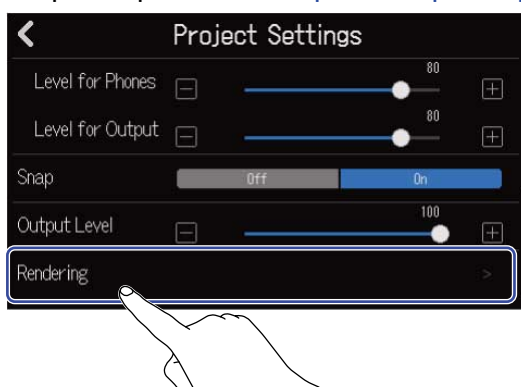 Project Settings
80
Level for Phones
80
Level for Output
Snap
Off
On
100
Output Level
Rendering